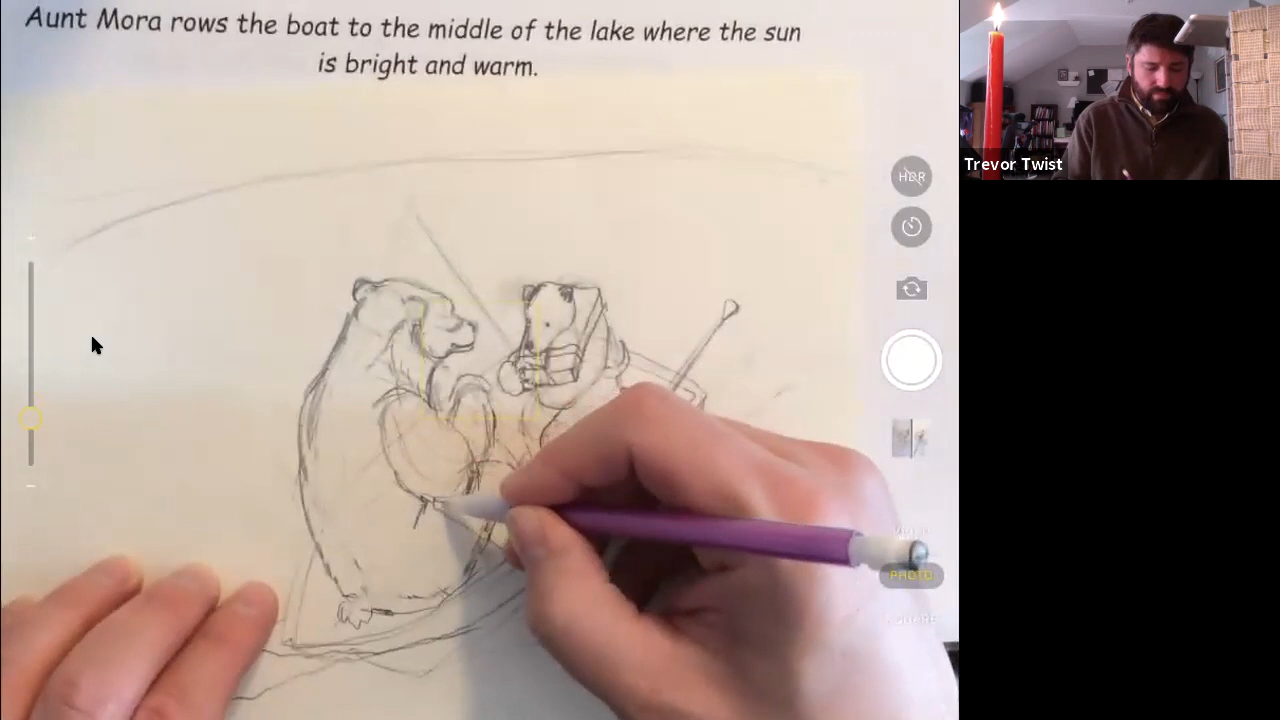 Aunt Mora rows the boat to the middle of the lake where the sun
is bright and warm.
HDR
Trevor Twist
PHOTO
SQUARE